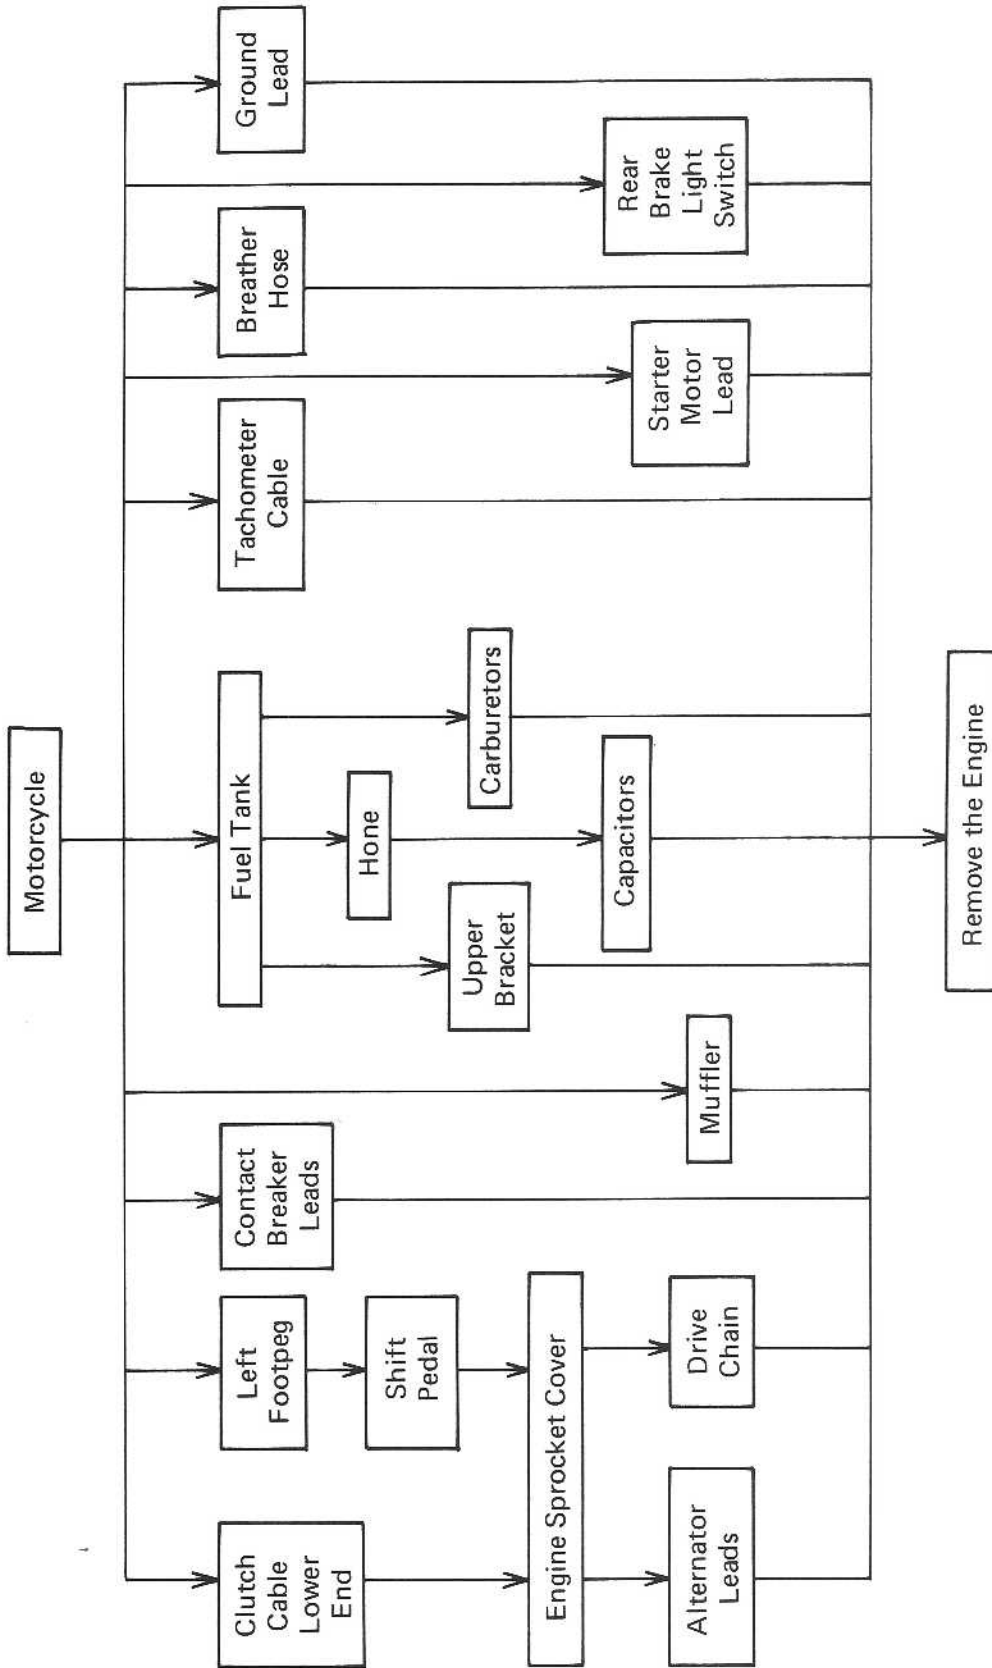 Motorcycle
Clutch
Cable
Lower
End
Left
Footpeg
Contact
Breaker
Leads
Fuel Tank
Tachometer
Cable
Breather
Hose
Ground
Lead
Shift
Pedal
Hone
Upper
Bracket
Carburetors
Engine Sprocket Cover
Capacitors
Rear
Brake
Light
Switch
Starter
Motor
Lead
Alternator
Leads
Drive
Chain
Muffler
Remove the Engine